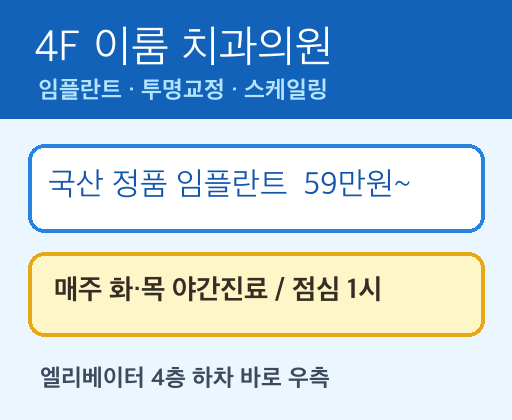 4F 이룸 치과의원
임플란트 · 투명교정 · 스케일링
국산 정품 임플란트 59만원~
매주 화·목 야간진료 / 점심 1시
엘리베이터 4층 하차 바로 우측